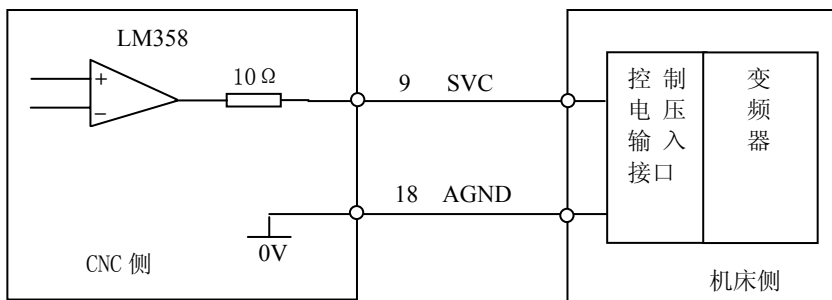 LM358
+
−
10Ω
9 SVC
18 AGND
0V
CNC 侧
控 制
电 压
输 入
接口
变
频
器
机床侧